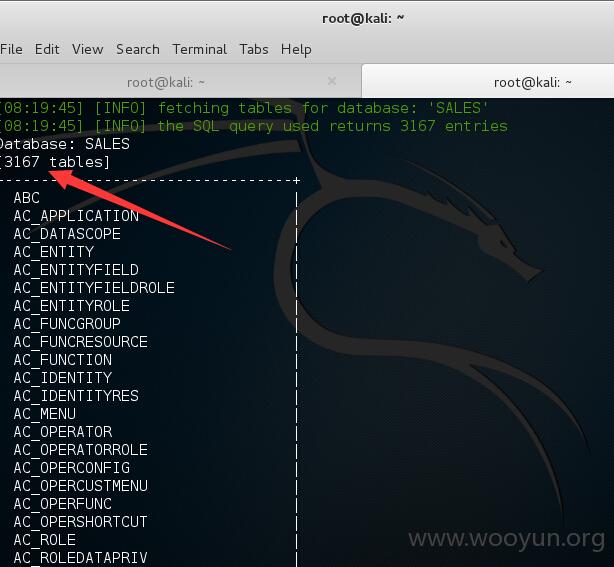 root@kali: ~
File Edit View Search Terminal Tabs Help
root@kali: ~ × root@kali: ~
[08:19:45] [INFO] fetching tables for database: 'SALES'
[08:19:45] [INFO] the SQL query used returns 3167 entries
Database: SALES
[3167 tables]
--------------------------------+
ABC |
AC_APPLICATION |
AC_DATASCOPE |
AC_ENTITY |
AC_ENTITYFIELD |
AC_ENTITYFIELDROLE |
AC_ENTITYROLE |
AC_FUNCGROUP |
AC_FUNCRESOURCE |
AC_FUNCTION |
AC_IDENTITY |
AC_IDENTITYRES |
AC_MENU |
AC_OPERATOR |
AC_OPERATORROLE |
AC_OPERCONFIG |
AC_OPERCUSTMENU |
AC_OPERFUNC |
AC_OPERSHORTCUT |
AC_ROLE |
AC_ROLEDATAPRIV |
www.wooyun.org